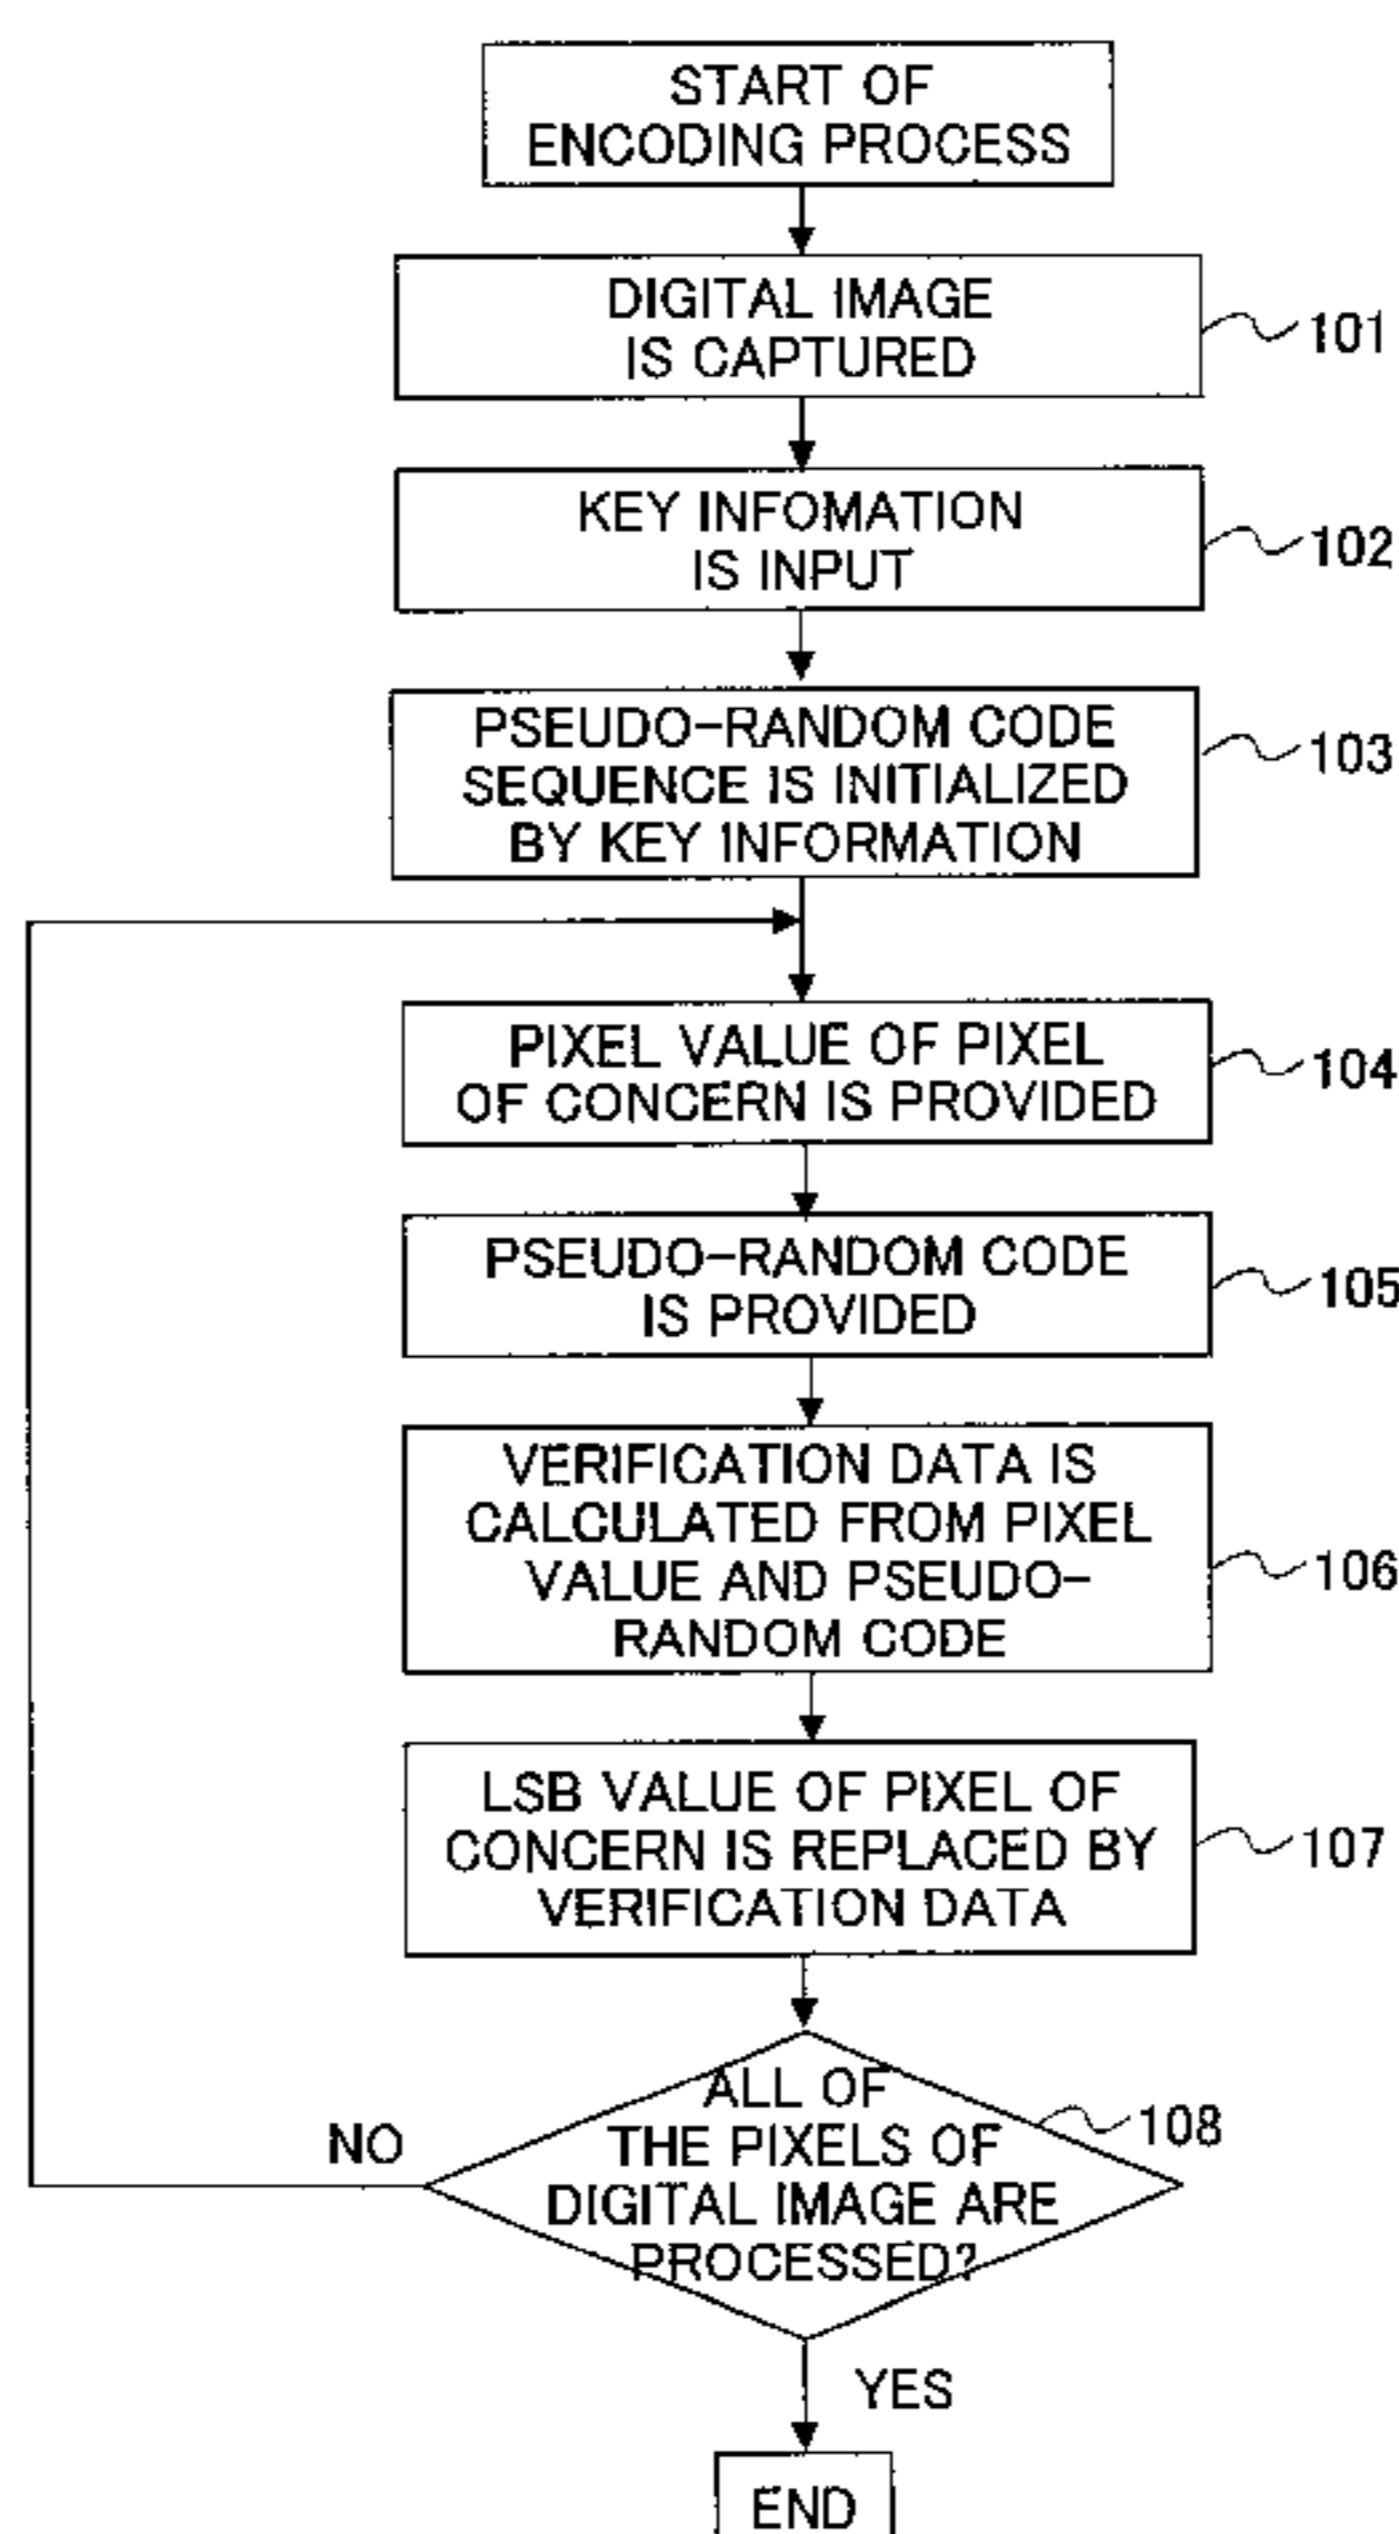 START OF
ENCODING PROCESS
DIGITAL IMAGE
IS CAPTURED
101
KEY INFOMATION
IS INPUT
102
PSEUDO-RANDOM CODE
SEQUENCE IS INITIALIZED
BY KEY INFORMATION
103
PIXEL VALUE OF PIXEL
OF CONCERN IS PROVIDED
104
PSEUDO-RANDOM CODE
IS PROVIDED
105
VERIFICATION DATA IS
CALCULATED FROM PIXEL
VALUE AND PSEUDO-
RANDOM CODE
106
LSB VALUE OF PIXEL OF
CONCERN IS REPLACED BY
VERIFICATION DATA
107
ALL OF
THE PIXELS OF
DIGITAL IMAGE ARE
PROCESSED?
108
NO
YES
END